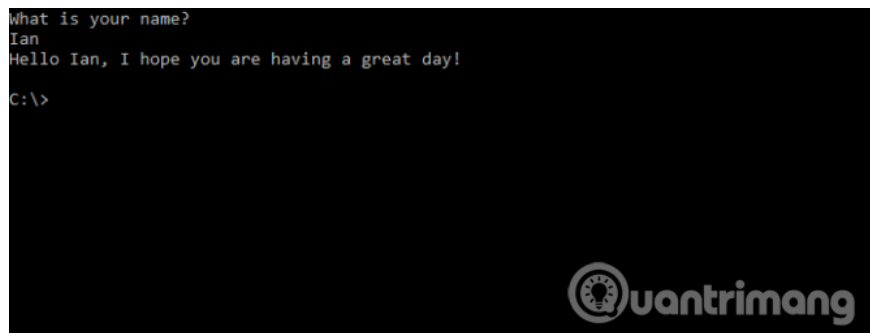 What is your name?
Ian
Hello Ian, I hope you are having a great day!
C:\>
Quantrimang